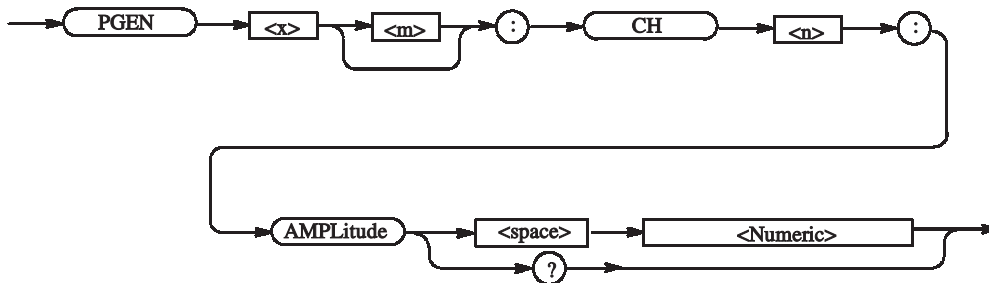 PGEN <x> <m> : CH <n> :
AMPLitude <space> <Numeric>
?